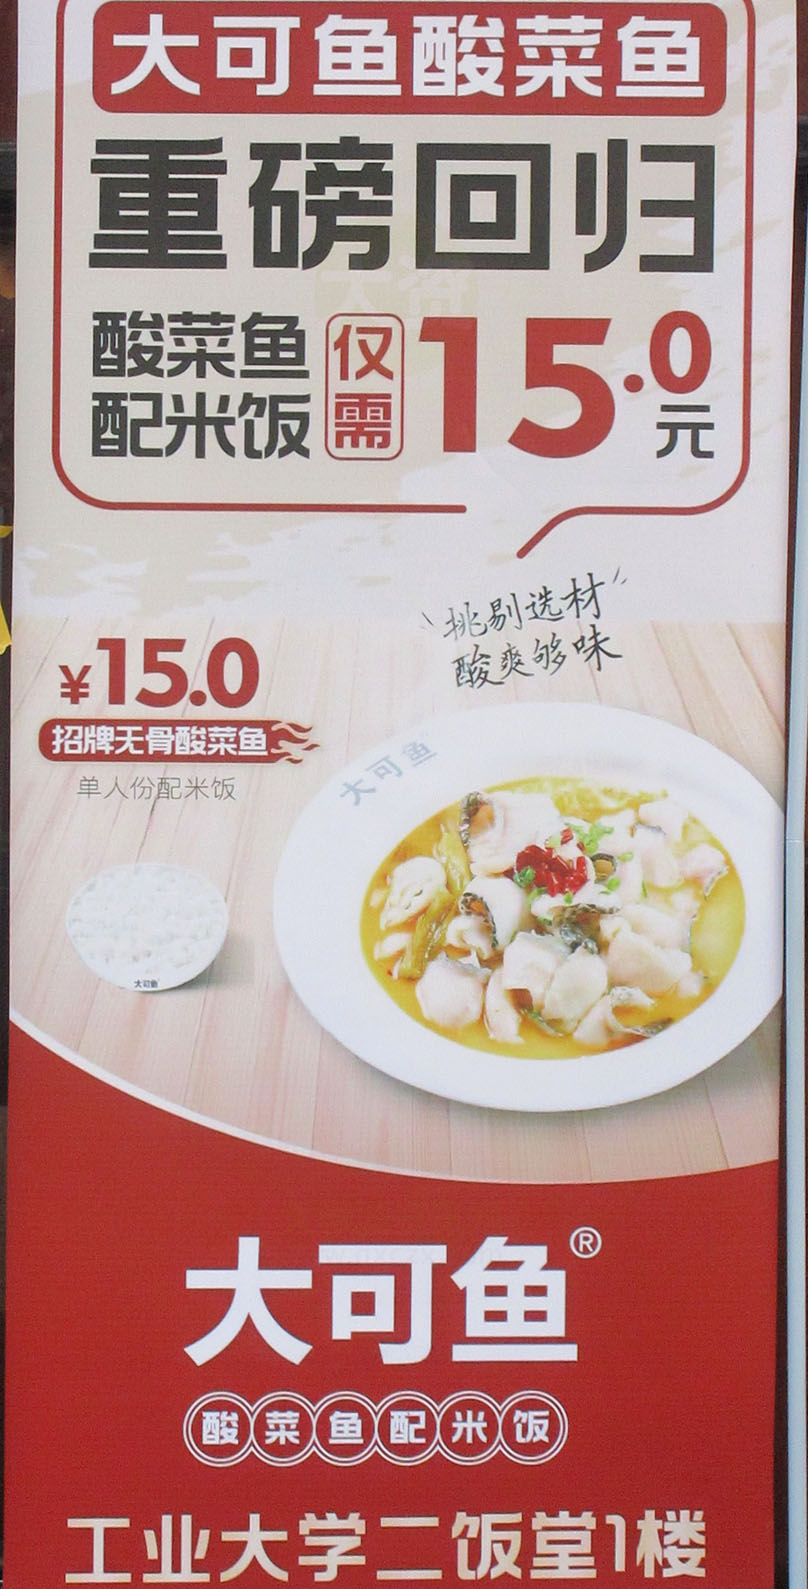 大可鱼酸菜鱼
重磅回归
酸菜鱼
配米饭
仅需
15.0元
挑剔选材
酸爽够味
¥15.0
招牌无骨酸菜鱼
单人份配米饭
大可鱼
大可鱼
大可鱼®
酸菜鱼配米饭
工业大学二饭堂1楼